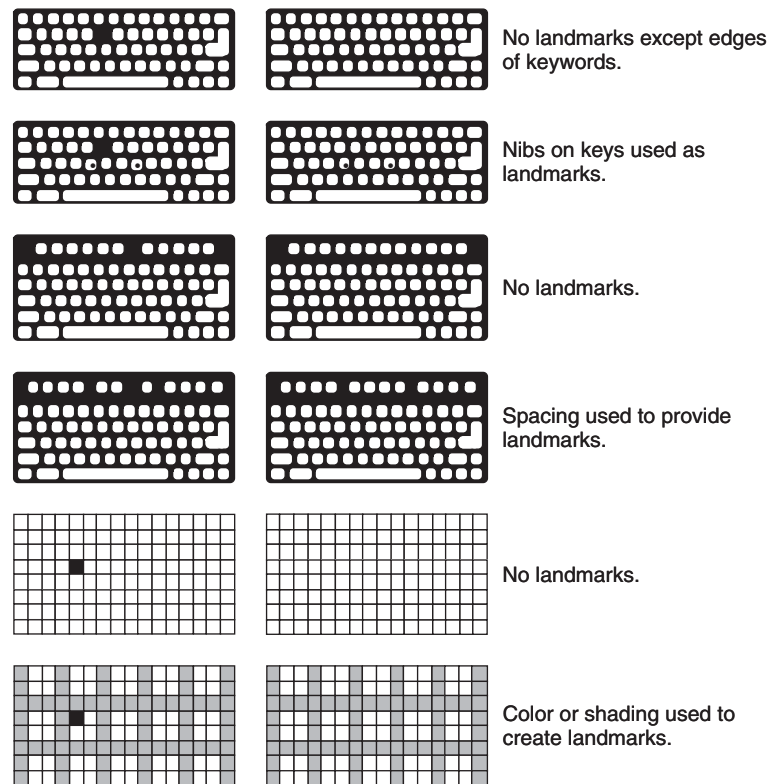 No landmarks except edges
of keywords.
Nibs on keys used as
landmarks.
No landmarks.
Spacing used to provide
landmarks.
No landmarks.
Color or shading used to
create landmarks.